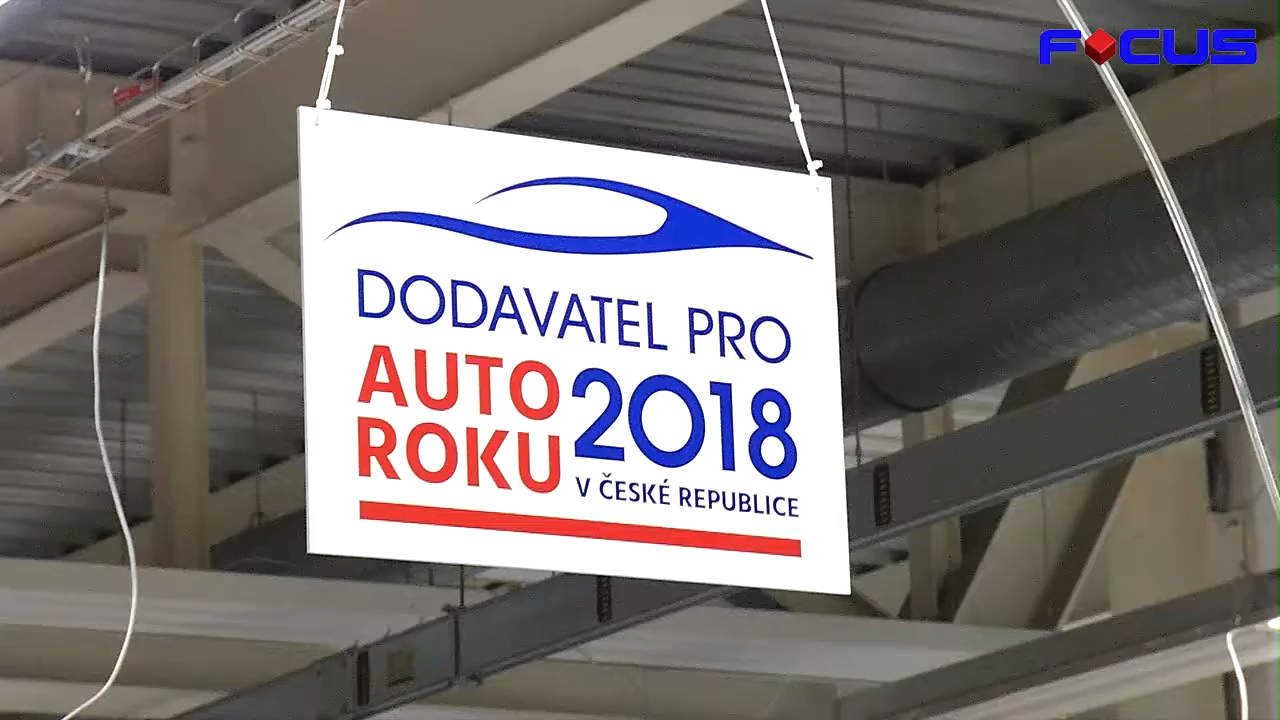 FOCUS
DODAVATEL PRO
AUTO
ROKU
2018
V ČESKÉ REPUBLICE